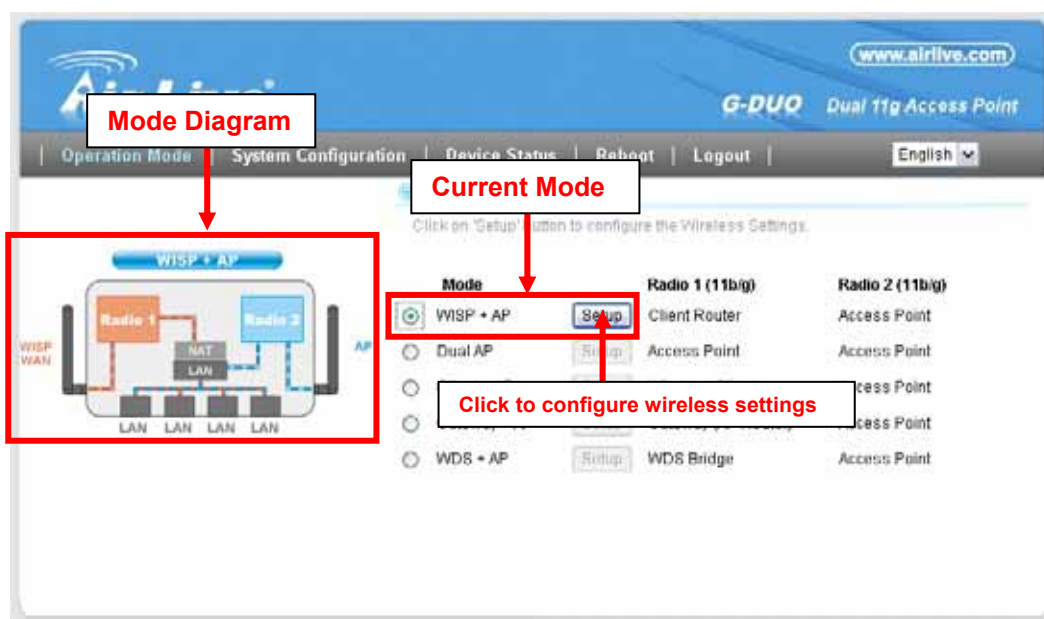 www.airlive.com
Air Live
G-DUO Dual 11g Access Point
Mode Diagram
Operation Mode | System Configuration | Device Status | Reboot | Logout |
English
Current Mode
Click on 'Setup' button to configure the Wireless Settings.
WISP + AP
Radio 1
Radio 2
NAT
LAN
WISP
WAN
AP
LAN LAN LAN LAN
Mode Radio 1 (11b/g) Radio 2 (11b/g)
WISP + AP Setup Client Router Access Point
Dual AP Setup Access Point Access Point
Access Point
Click to configure wireless settings
Access Point
WDS + AP Setup WDS Bridge Access Point